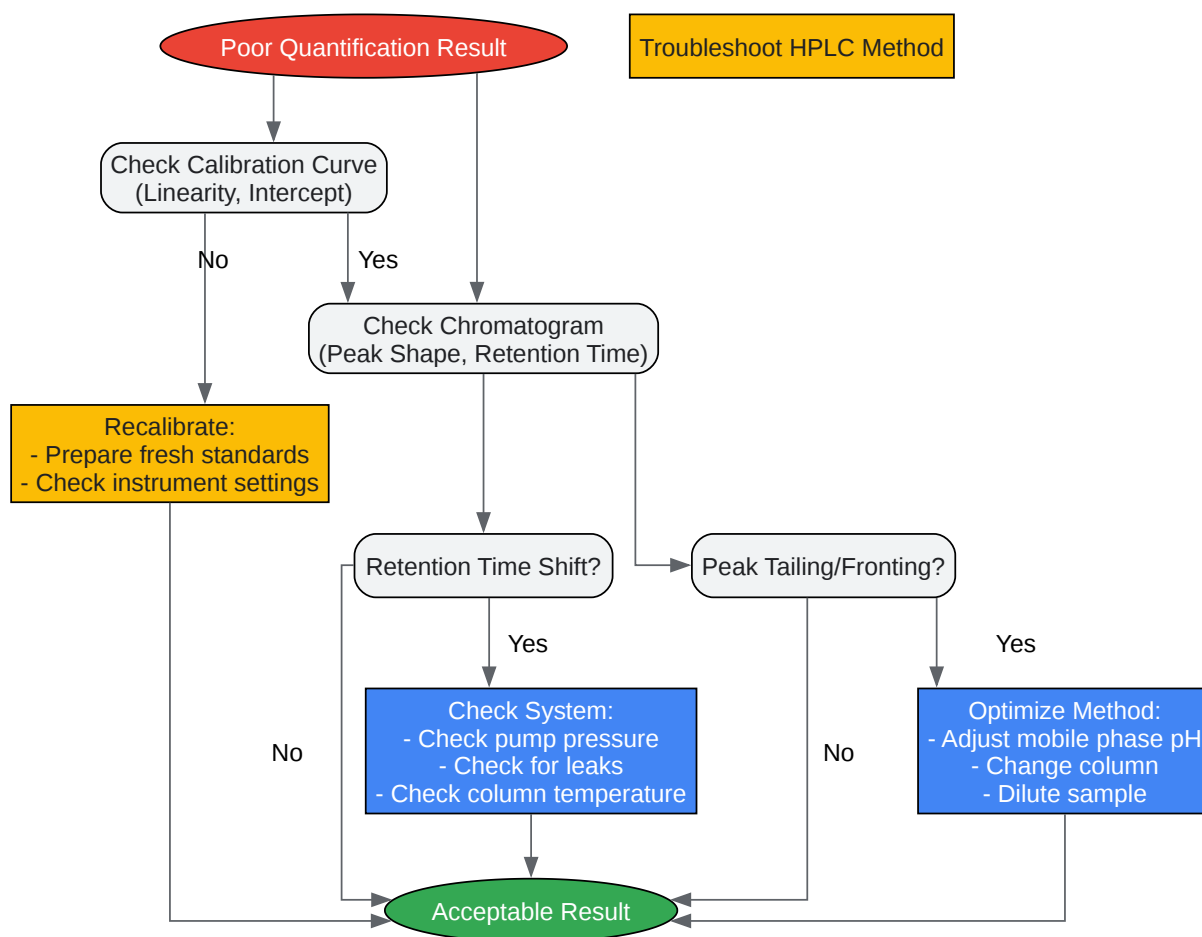 Poor Quantification Result
Troubleshoot HPLC Method
Check Calibration Curve
(Linearity, Intercept)
No
Yes
Check Chromatogram
(Peak Shape, Retention Time)
Recalibrate:
- Prepare fresh standards
- Check instrument settings
Retention Time Shift?
Peak Tailing/Fronting?
Yes
Yes
Check System:
- Check pump pressure
- Check for leaks
- Check column temperature
Optimize Method:
- Adjust mobile phase pH
- Change column
- Dilute sample
No
No
Acceptable Result